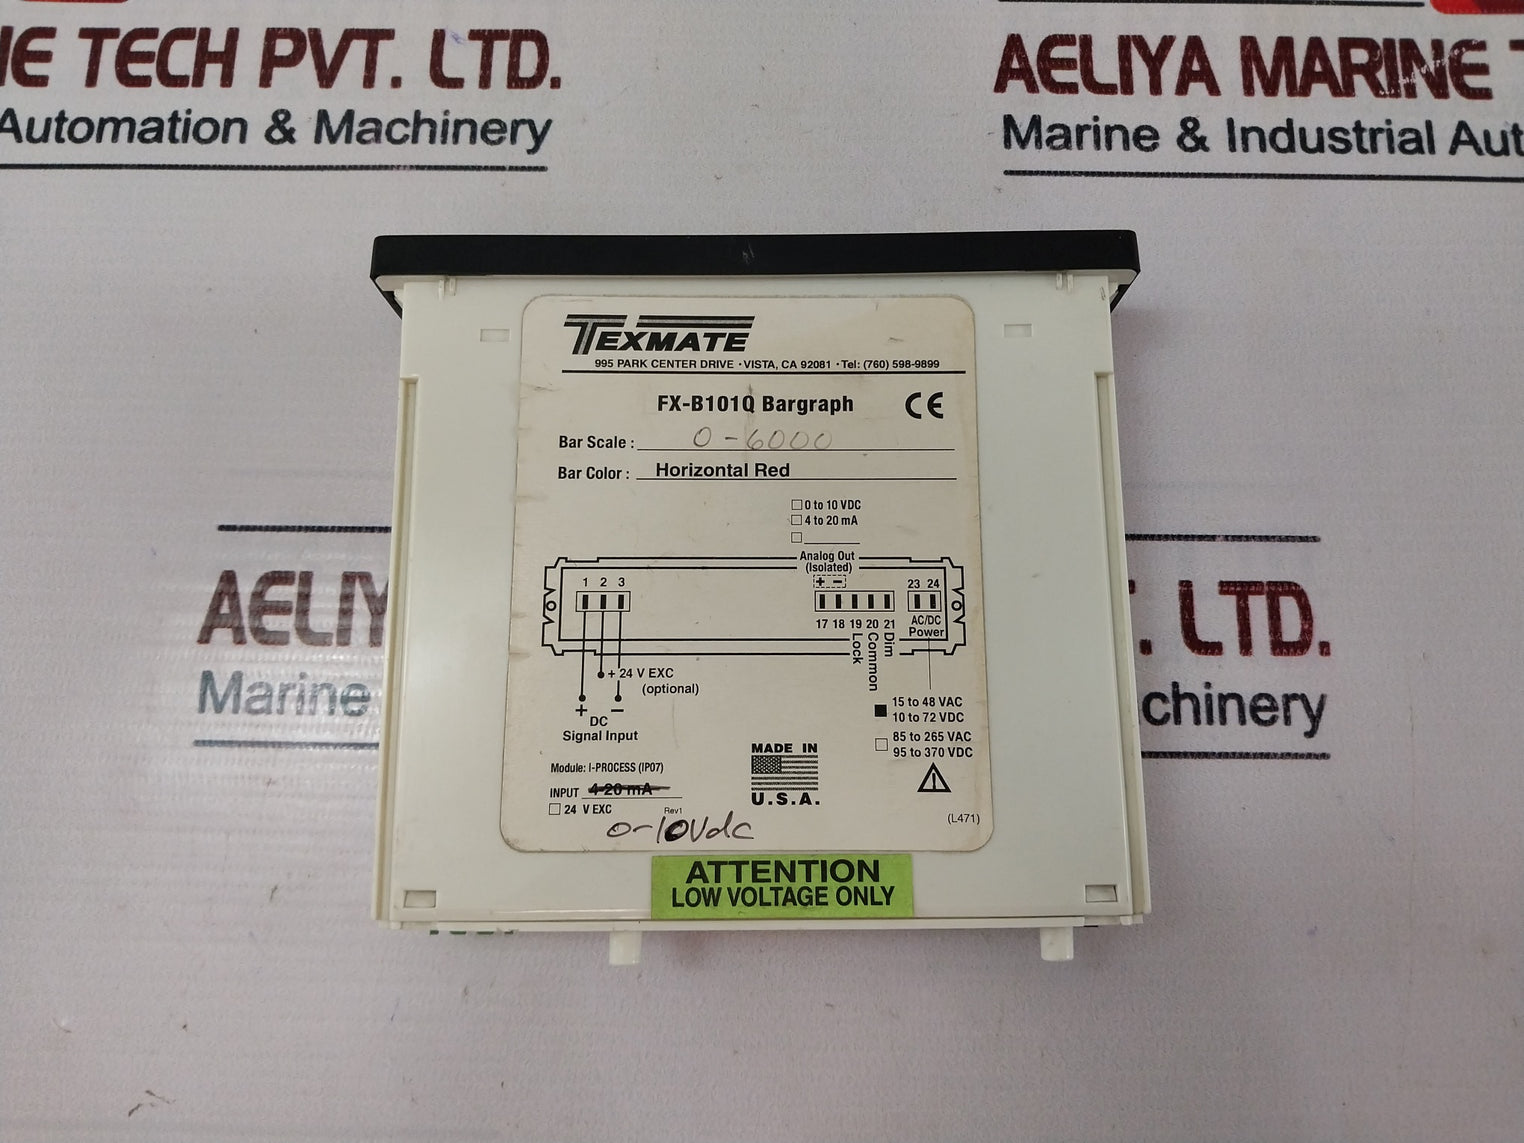 NE TECH PVT. LTD.
Automation & Machinery
AELIYA MARINE T
Marine & Industrial Aut
TEXMATE
995 PARK CENTER DRIVE • VISTA, CA 92081 • Tel: (760) 598-9899
FX-B101Q Bargraph CE
Bar Scale : 0-6000
Bar Color : Horizontal Red
0 to 10 VDC
4 to 20 mA
Analog Out
(Isolated)
1 2 3
+ -
23 24
17 18 19 20 21
AC/DC
Power
Lock
Common
Dim
+ 24 V EXC
(optional)
+ DC -
Signal Input
15 to 48 VAC
10 to 72 VDC
85 to 265 VAC
95 to 370 VDC
Module: I-PROCESS (IP07)
INPUT 4-20 mA
24 V EXC
Rev1
0-10Vdc
MADE IN
U.S.A.
(L471)
ATTENTION
LOW VOLTAGE ONLY
AELIY
Marine
. LTD.
chinery